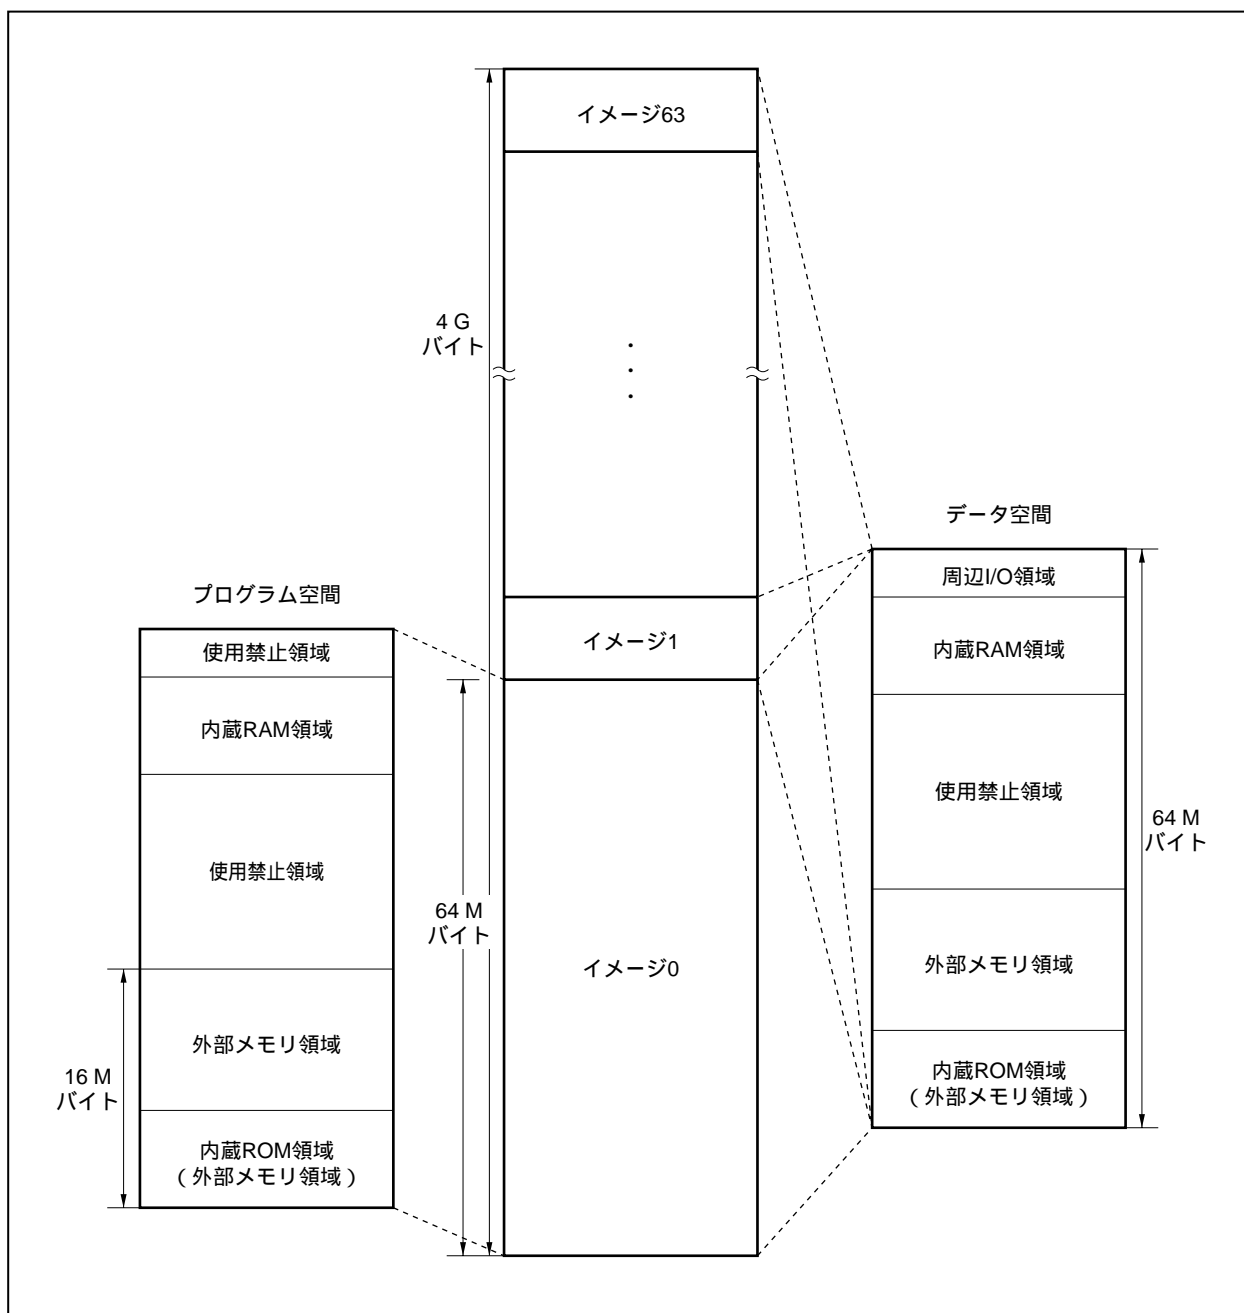 イメージ63
4 G
バイト
・
・
・
データ空間
周辺I/O領域
プログラム空間
イメージ1
内蔵RAM領域
使用禁止領域
内蔵RAM領域
使用禁止領域
64 M
バイト
使用禁止領域
64 M
バイト
イメージ0
外部メモリ領域
外部メモリ領域
16 M
バイト
内蔵ROM領域
(外部メモリ領域)
内蔵ROM領域
(外部メモリ領域)